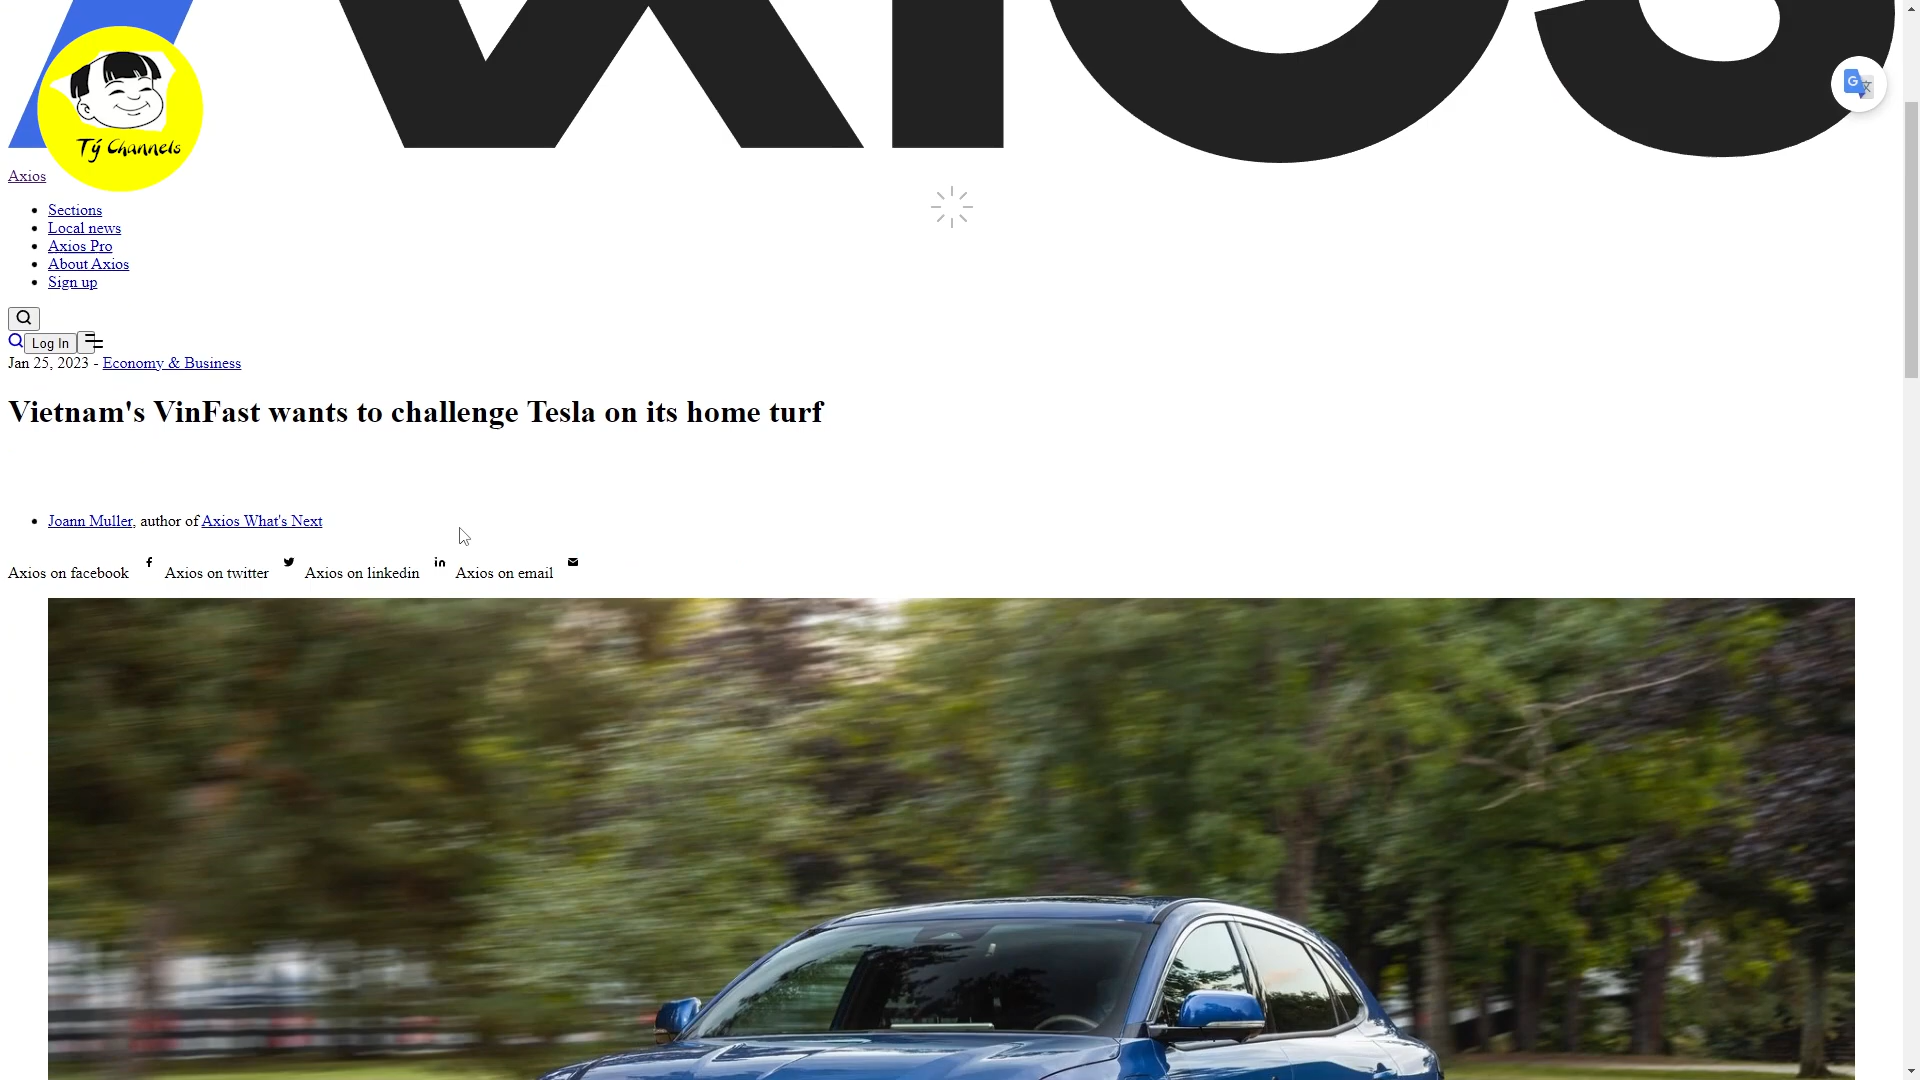 AXIOS
Tý Channels
Axios
Sections
Local news
Axios Pro
About Axios
Sign up
Log In
Jan 25, 2023 - Economy & Business
Vietnam's VinFast wants to challenge Tesla on its home turf
Joann Muller, author of Axios What's Next
Axios on facebook Axios on twitter Axios on linkedin Axios on email